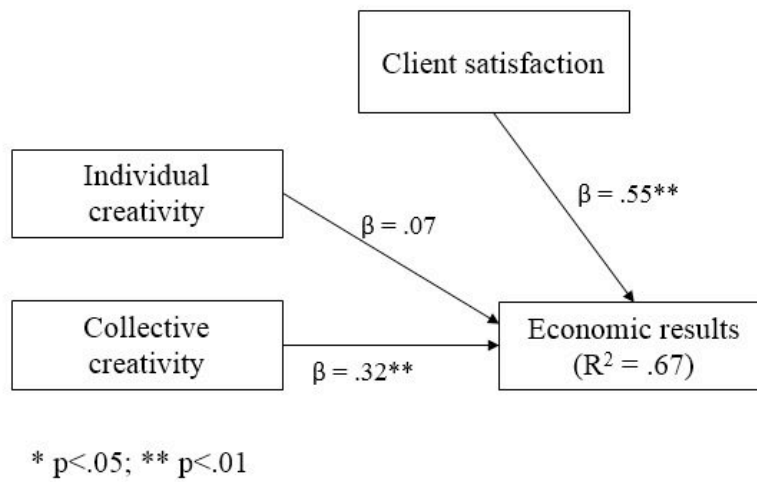 Client satisfaction
Individual
creativity
β = .55**
β = .07
Collective
creativity
Economic results
(R² = .67)
β = .32**
* p<.05; ** p<.01